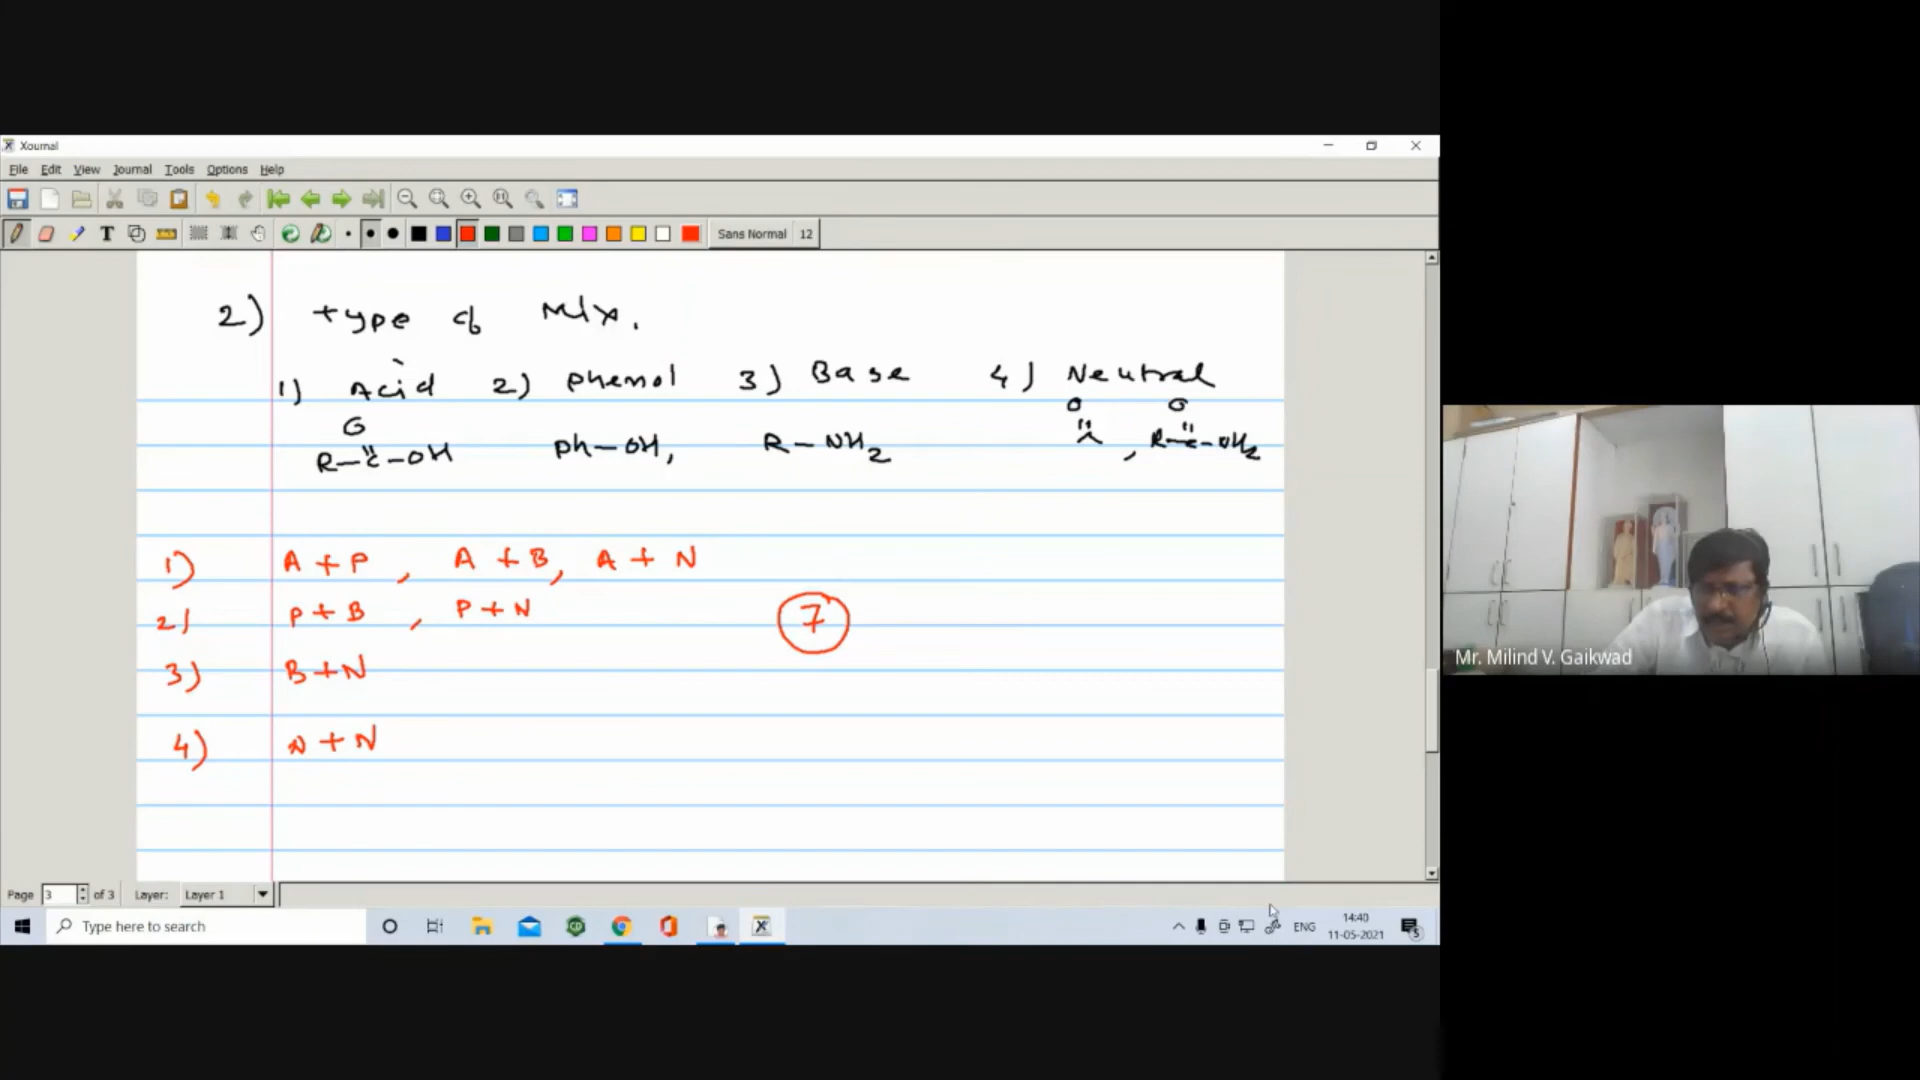 Xournal
File Edit View Journal Tools Options Help
T Sans Normal 12
2) type of Mix.
1) Acid 2) Phenol 3) Base 4) Neutral
O O O
R-C-OH Ph-OH, R-NH2 , R-C-OH2
1) A+P, A+B, A+N
2) P+B, P+N
7
3) B+N
4) N+N
Mr. Milind V. Gaikwad
Page 3 of 3 Layer: Layer 1
Type here to search
ENG 14:40
11-05-2021 5